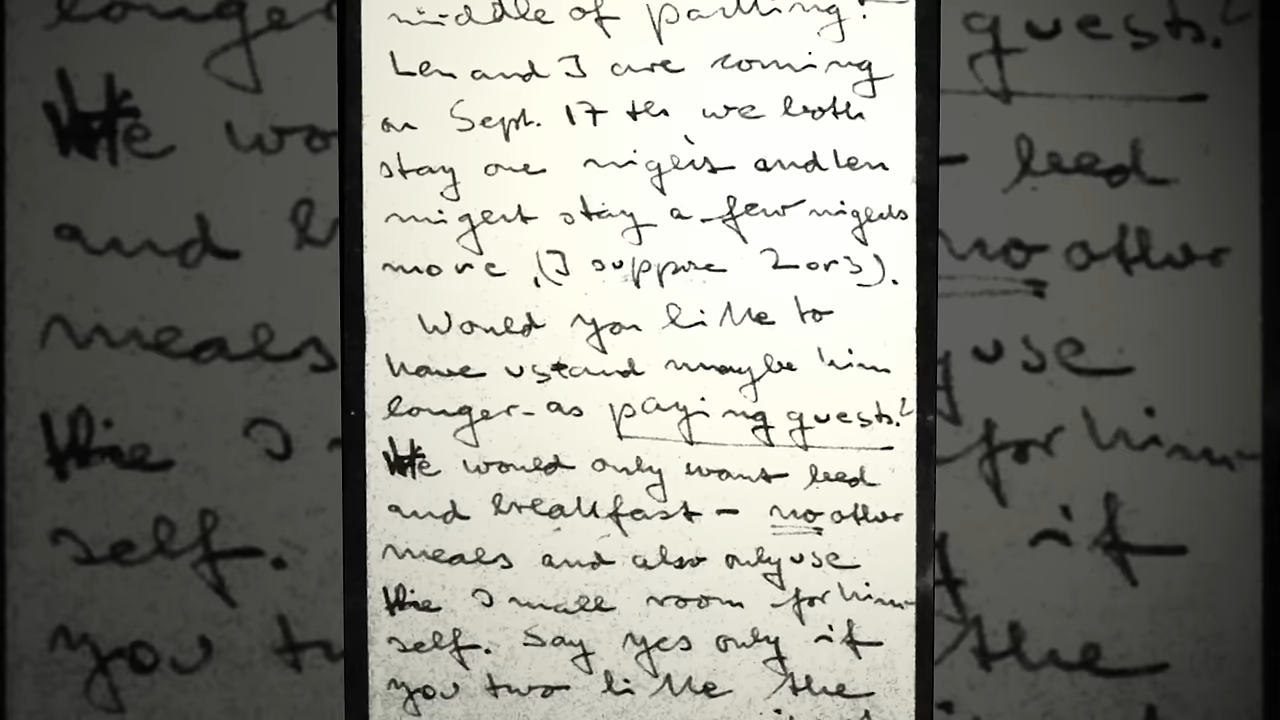 middle of packing!
Len and I are coming
on Sept. 17 th we both
stay one night and Len
might stay a few nights
more, (I suppose 2 or 3).
Would you like to
have us and maybe him
longer - as paying guests?
We would only want bed
and breakfast - no other
meals and also only use
the small room for him-
self. Say yes only if
you two like the